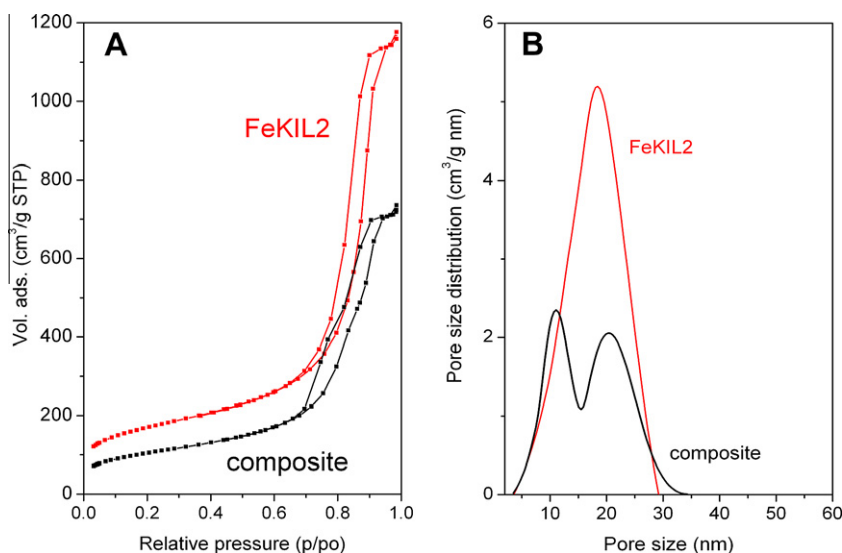 A
1200
1000
800
600
400
200
0
Vol. ads. (cm³/g STP)
FeKIL2
composite
0.0 0.2 0.4 0.6 0.8 1.0
Relative pressure (p/po)
B
6
4
2
0
Pore size distribution (cm³/g nm)
FeKIL2
composite
10 20 30 40 50 60
Pore size (nm)